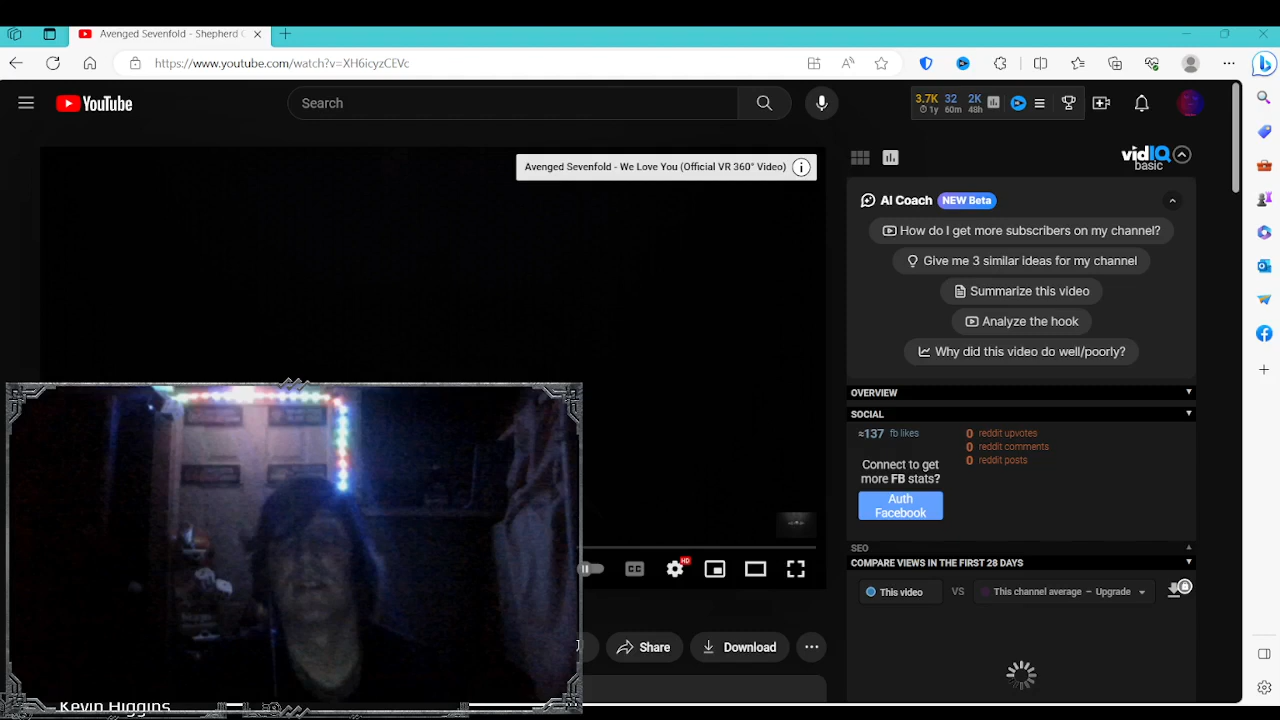 Avenged Sevenfold - Shepherd
https://www.youtube.com/watch?v=XH6icyzCEVc
YouTube
Search
3.7K 32 2K
1y 60m 48h
Avenged Sevenfold - We Love You (Official VR 360° Video)
vidIQ
basic
AI Coach NEW Beta
How do I get more subscribers on my channel?
Give me 3 similar ideas for my channel
Summarize this video
Analyze the hook
Why did this video do well/poorly?
OVERVIEW
SOCIAL
≈137 fb likes
0 reddit upvotes
0 reddit comments
0 reddit posts
Connect to get
more FB stats?
Auth
Facebook
CC
HD
SEO
COMPARE VIEWS IN THE FIRST 28 DAYS
This video VS This channel average – Upgrade
Share
Download
Kevin Higgins